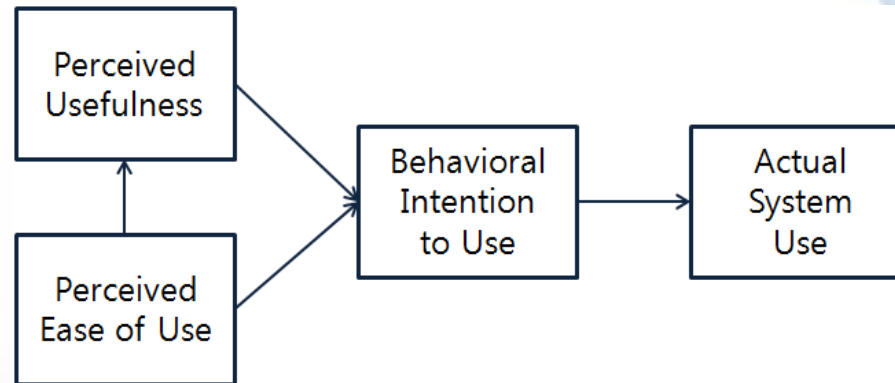 Perceived
Usefulness
Perceived
Ease of Use
Behavioral
Intention
to Use
Actual
System
Use